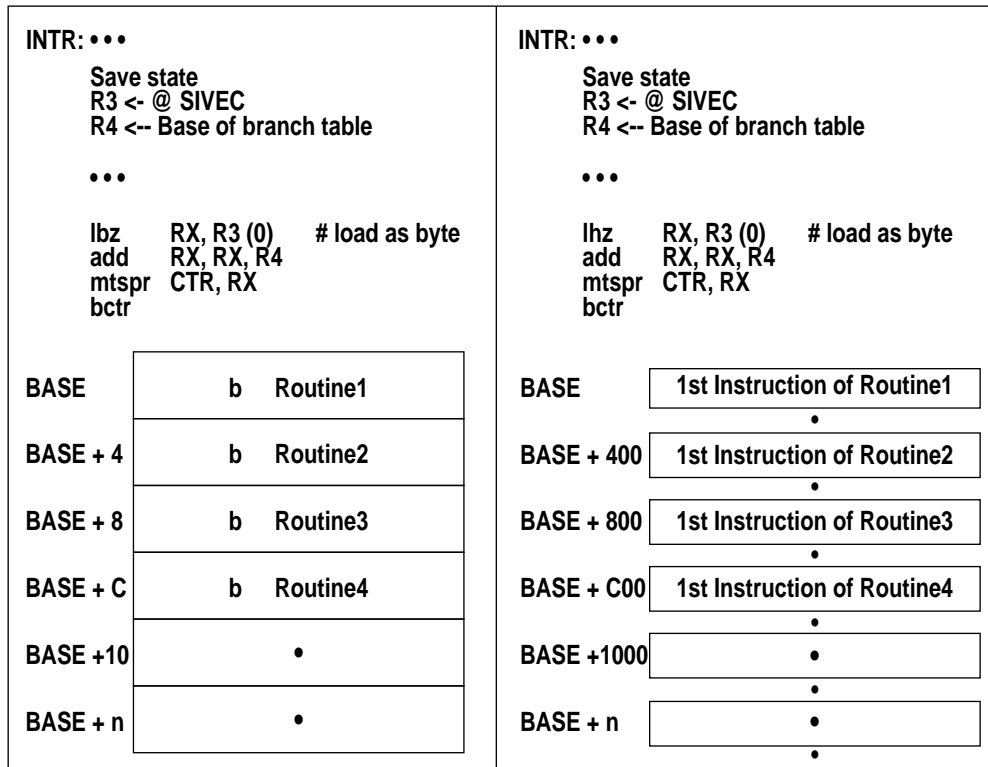 INTR: • • •
Save state
R3 <- @ SIVEC
R4 <-- Base of branch table
• • •
lbz RX, R3 (0) # load as byte
add RX, RX, R4
mtspr CTR, RX
bctr
BASE b Routine1
BASE + 4 b Routine2
BASE + 8 b Routine3
BASE + C b Routine4
BASE +10 •
BASE + n •
INTR: • • •
Save state
R3 <- @ SIVEC
R4 <-- Base of branch table
• • •
lhz RX, R3 (0) # load as byte
add RX, RX, R4
mtspr CTR, RX
bctr
BASE 1st Instruction of Routine1
•
BASE + 400 1st Instruction of Routine2
•
BASE + 800 1st Instruction of Routine3
•
BASE + C00 1st Instruction of Routine4
•
BASE +1000 •
•
BASE + n •
•